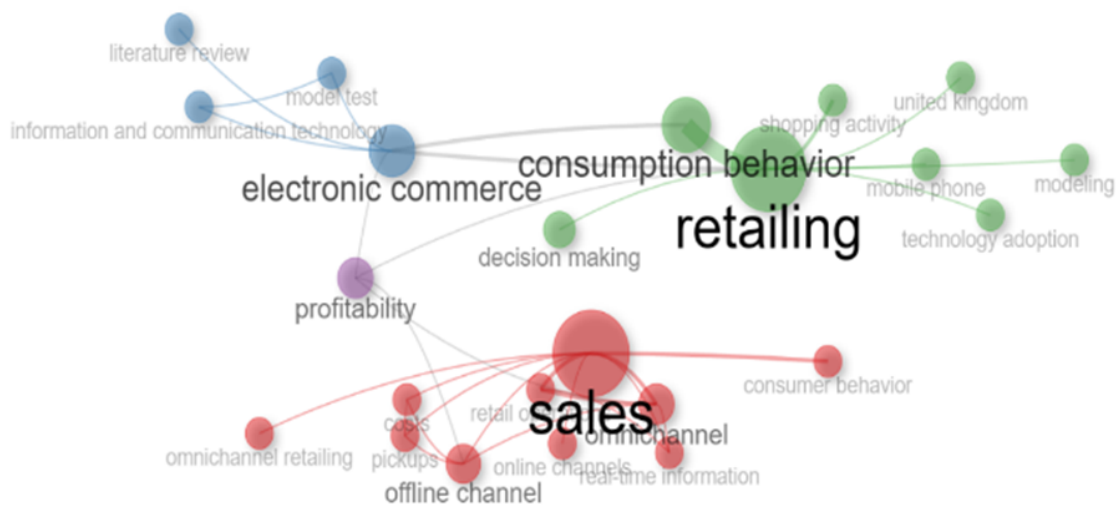 literature review
model test
united kingdom
shopping activity
information and communication technology
consumption behavior
electronic commerce
mobile phone
modeling
retailing
technology adoption
decision making
profitability
consumer behavior
retail
sales
costs
omnichannel
omnichannel retailing
pickups
online channels
real-time information
offline channel